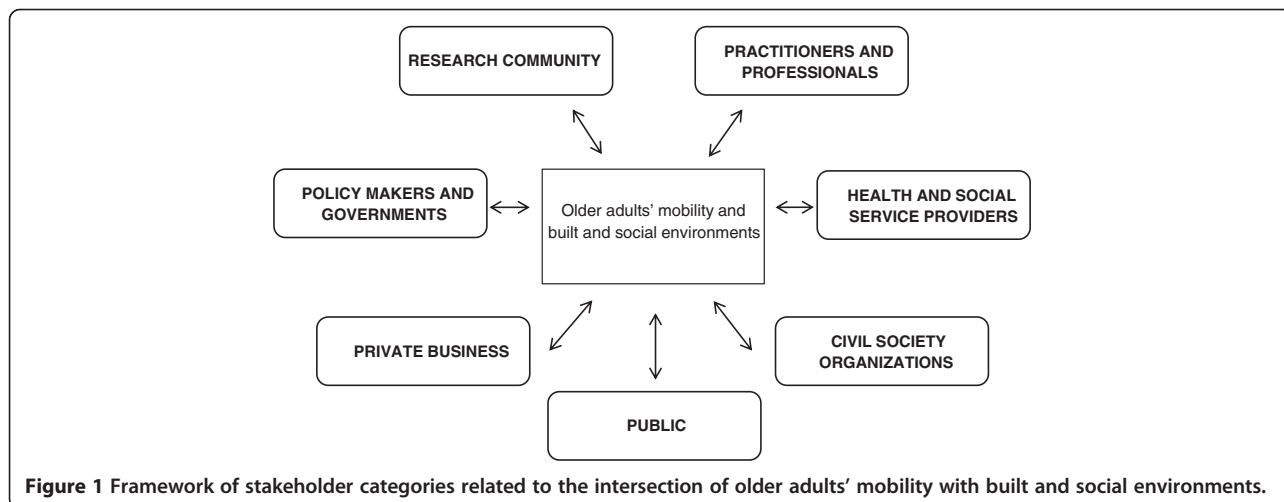 RESEARCH COMMUNITY
PRACTITIONERS AND
PROFESSIONALS
POLICY MAKERS AND
GOVERNMENTS
Older adults’ mobility and
built and social environments
HEALTH AND SOCIAL
SERVICE PROVIDERS
PRIVATE BUSINESS
CIVIL SOCIETY
ORGANIZATIONS
PUBLIC
Figure 1 Framework of stakeholder categories related to the intersection of older adults’ mobility with built and social environments.